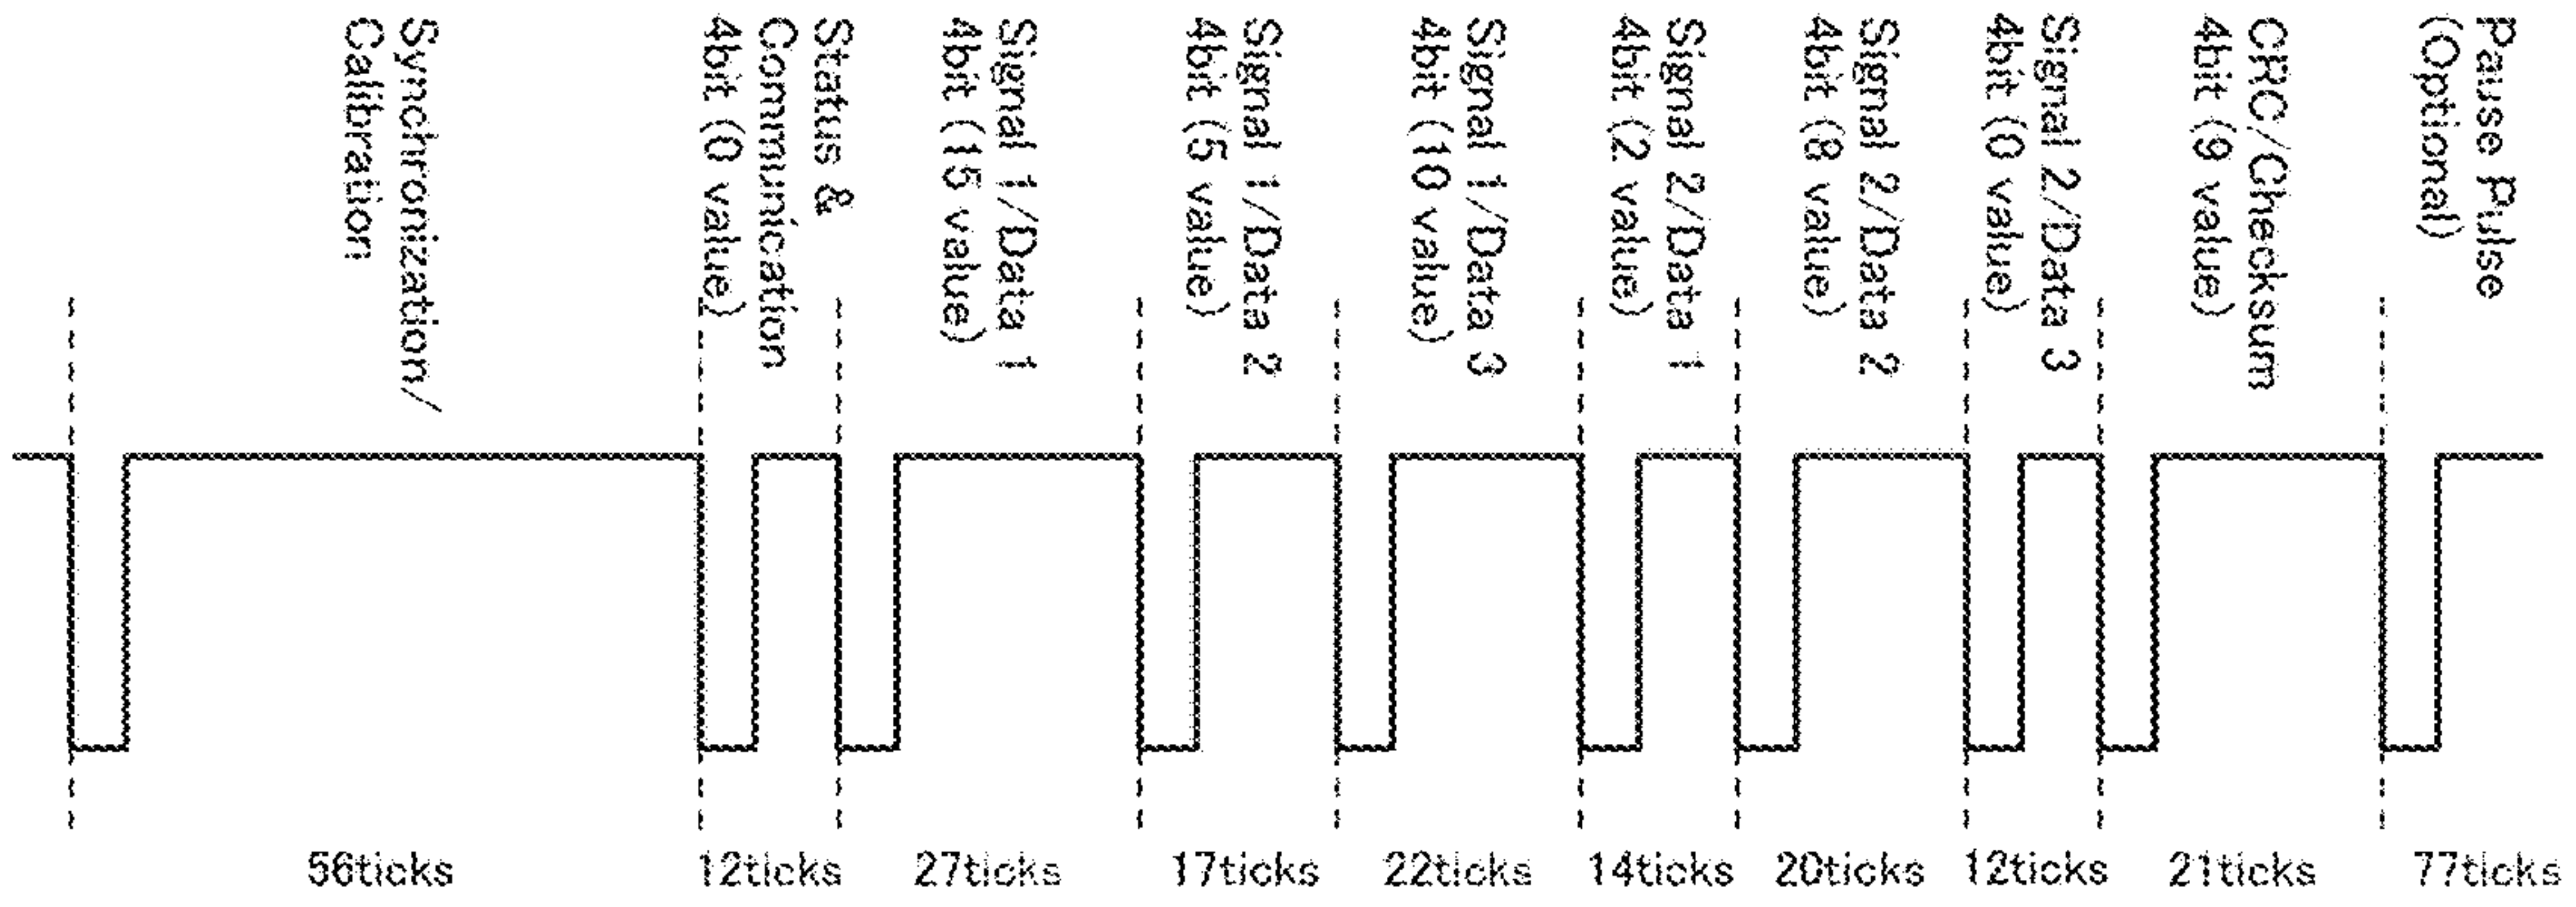 Synchronization/
Calibration
Status &
Communication
4bit (0 value)
Signal 1/Data 1
4bit (15 value)
Signal 1/Data 2
4bit (5 value)
Signal 1/Data 3
4bit (10 value)
Signal 2/Data 1
4bit (2 value)
Signal 2/Data 2
4bit (8 value)
Signal 2/Data 3
4bit (0 value)
CRC/Checksum
4bit (9 value)
Pause Pulse
(Optional)
56ticks
12ticks
27ticks
17ticks
22ticks
14ticks
20ticks
12ticks
21ticks
77ticks